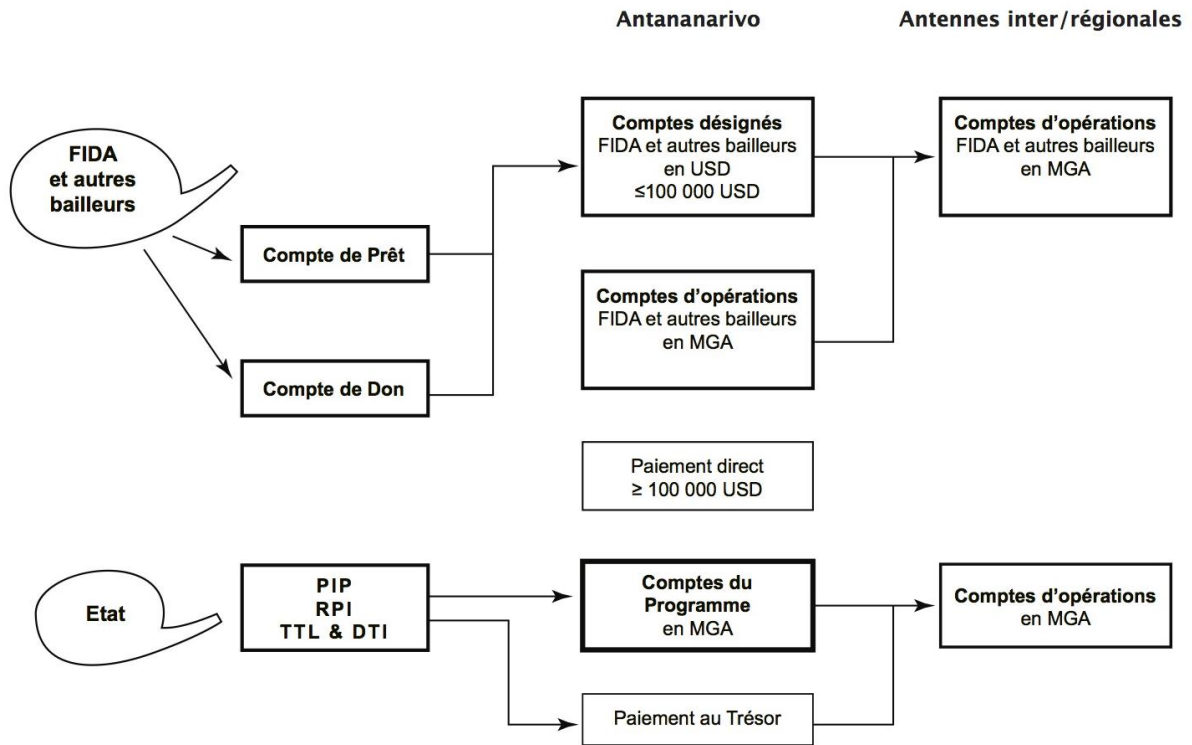 Antananarivo
Antennes inter/régionales
FIDA
et autres
bailleurs
Compte de Prêt
Compte de Don
Comptes désignés
FIDA et autres bailleurs
en USD
≤100 000 USD
Comptes d'opérations
FIDA et autres bailleurs
en MGA
Comptes d'opérations
FIDA et autres bailleurs
en MGA
Paiement direct
≥ 100 000 USD
Etat
PIP
RPI
TTL & DTI
Comptes du
Programme
en MGA
Comptes d'opérations
en MGA
Paiement au Trésor